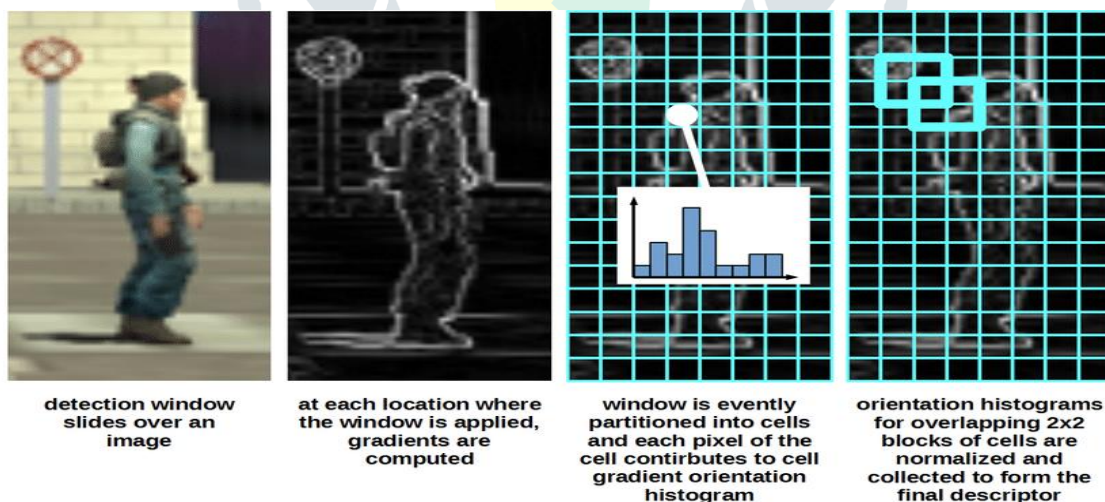 detection window
slides over an
image
at each location where
the window is applied,
gradients are
computed
window is evently
partitioned into cells
and each pixel of the
cell contirbutes to cell
gradient orientation
histogram
orientation histograms
for overlapping 2x2
blocks of cells are
normalized and
collected to form the
final descriptor